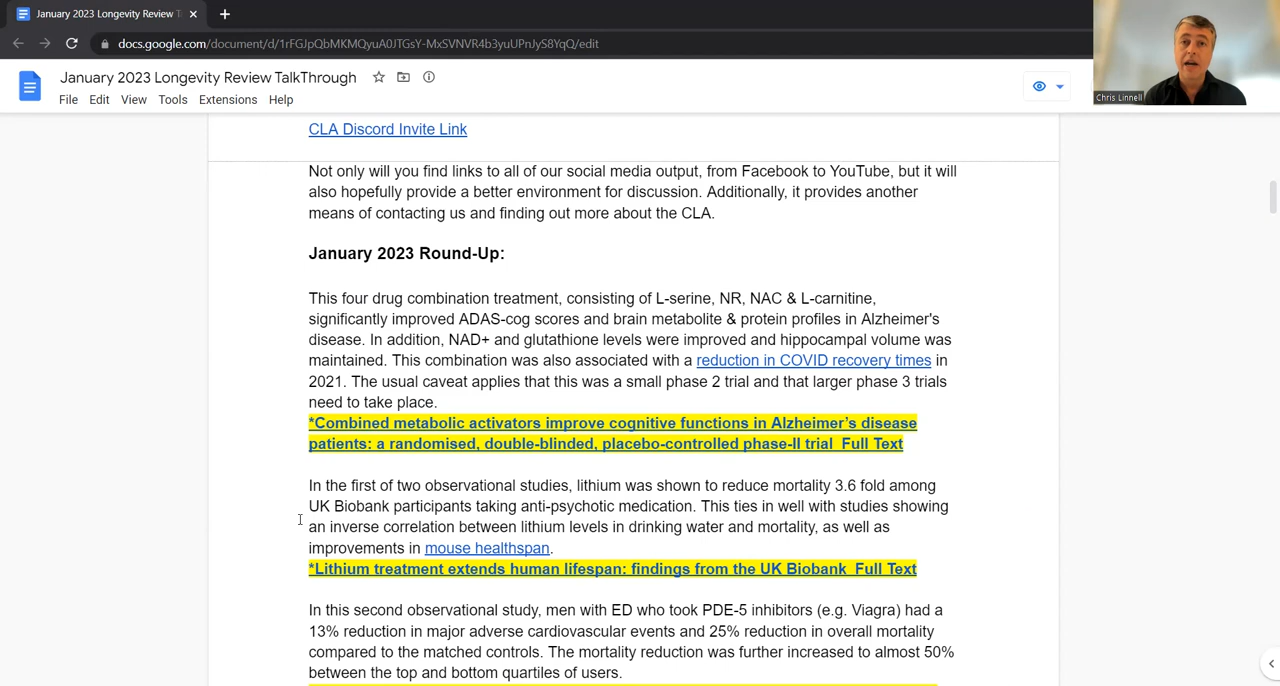 January 2023 Longevity Review T
docs.google.com/document/d/1rFGJpQbMKMQyuA0JTGsY-MxSVNVR4b3yuUPnJyS8YqQ/edit
January 2023 Longevity Review TalkThrough
File Edit View Tools Extensions Help
Chris Linnell
CLA Discord Invite Link
Not only will you find links to all of our social media output, from Facebook to YouTube, but it will
also hopefully provide a better environment for discussion. Additionally, it provides another
means of contacting us and finding out more about the CLA.
January 2023 Round-Up:
This four drug combination treatment, consisting of L-serine, NR, NAC & L-carnitine,
significantly improved ADAS-cog scores and brain metabolite & protein profiles in Alzheimer's
disease. In addition, NAD+ and glutathione levels were improved and hippocampal volume was
maintained. This combination was also associated with a reduction in COVID recovery times in
2021. The usual caveat applies that this was a small phase 2 trial and that larger phase 3 trials
need to take place.
*Combined metabolic activators improve cognitive functions in Alzheimer’s disease
patients: a randomised, double-blinded, placebo-controlled phase-II trial Full Text
In the first of two observational studies, lithium was shown to reduce mortality 3.6 fold among
UK Biobank participants taking anti-psychotic medication. This ties in well with studies showing
an inverse correlation between lithium levels in drinking water and mortality, as well as
improvements in mouse healthspan.
*Lithium treatment extends human lifespan: findings from the UK Biobank Full Text
In this second observational study, men with ED who took PDE-5 inhibitors (e.g. Viagra) had a
13% reduction in major adverse cardiovascular events and 25% reduction in overall mortality
compared to the matched controls. The mortality reduction was further increased to almost 50%
between the top and bottom quartiles of users.